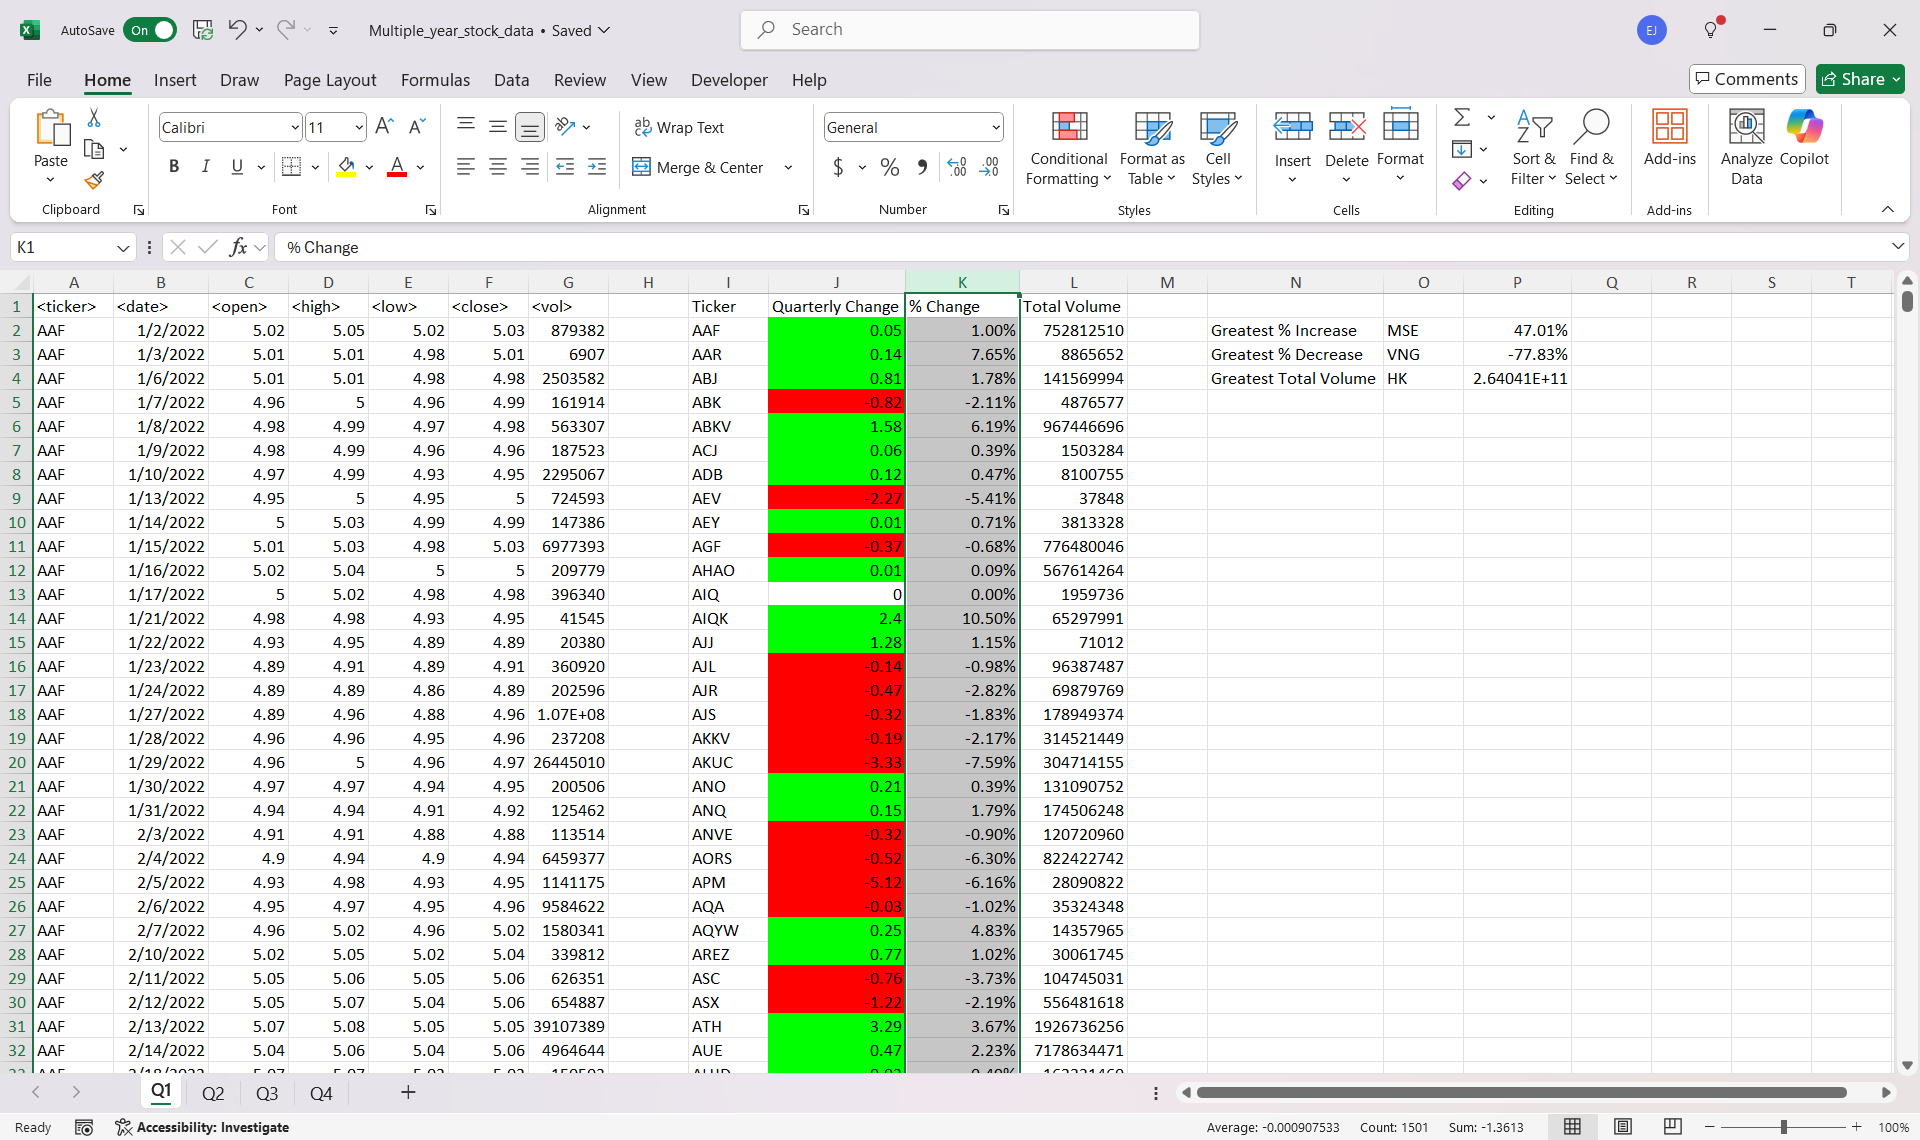 AutoSave On Multiple_year_stock_data • Saved Search EJ
File Home Insert Draw Page Layout Formulas Data Review View Developer Help Comments Share
Paste Calibri 11 A A Wrap Text General Conditional Formatting Format as Table Cell Styles Insert Delete Format Sort & Filter Find & Select Add-ins Analyze Data Copilot
B I U A Merge & Center $ %
Clipboard Font Alignment Number Styles Cells Editing Add-ins
K1 fx % Change
A B C D E F G H I J K L M N O P Q R S T
1 <ticker> <date> <open> <high> <low> <close> <vol> Ticker Quarterly Change % Change Total Volume
2 AAF 1/2/2022 5.02 5.05 5.02 5.03 879382 AAF 0.05 1.00% 752812510 Greatest % Increase MSE 47.01%
3 AAF 1/3/2022 5.01 5.01 4.98 5.01 6907 AAR 0.14 7.65% 8865652 Greatest % Decrease VNG -77.83%
4 AAF 1/6/2022 5.01 5.01 4.98 4.98 2503582 ABJ 0.81 1.78% 141569994 Greatest Total Volume HK 2.64041E+11
5 AAF 1/7/2022 4.96 5 4.96 4.99 161914 ABK -0.82 -2.11% 4876577
6 AAF 1/8/2022 4.98 4.99 4.97 4.98 563307 ABKV 1.58 6.19% 967446696
7 AAF 1/9/2022 4.98 4.99 4.96 4.96 187523 ACJ 0.06 0.39% 1503284
8 AAF 1/10/2022 4.97 4.99 4.93 4.95 2295067 ADB 0.12 0.47% 8100755
9 AAF 1/13/2022 4.95 5 4.95 5 724593 AEV -2.27 -5.41% 37848
10 AAF 1/14/2022 5 5.03 4.99 4.99 147386 AEY 0.01 0.71% 3813328
11 AAF 1/15/2022 5.01 5.03 4.98 5.03 6977393 AGF -0.37 -0.68% 776480046
12 AAF 1/16/2022 5.02 5.04 5 5 209779 AHAO 0.01 0.09% 567614264
13 AAF 1/17/2022 5 5.02 4.98 4.98 396340 AIQ 0 0.00% 1959736
14 AAF 1/21/2022 4.98 4.98 4.93 4.95 41545 AIQK 2.4 10.50% 65297991
15 AAF 1/22/2022 4.93 4.95 4.89 4.89 20380 AJJ 1.28 1.15% 71012
16 AAF 1/23/2022 4.89 4.91 4.89 4.91 360920 AJL -0.14 -0.98% 96387487
17 AAF 1/24/2022 4.89 4.89 4.86 4.89 202596 AJR -0.47 -2.82% 69879769
18 AAF 1/27/2022 4.89 4.96 4.88 4.96 1.07E+08 AJS -0.32 -1.83% 178949374
19 AAF 1/28/2022 4.96 4.96 4.95 4.96 237208 AKKV -0.19 -2.17% 314521449
20 AAF 1/29/2022 4.96 5 4.96 4.97 26445010 AKUC -3.33 -7.59% 304714155
21 AAF 1/30/2022 4.97 4.97 4.94 4.95 200506 ANO 0.21 0.39% 131090752
22 AAF 1/31/2022 4.94 4.94 4.91 4.92 125462 ANQ 0.15 1.79% 174506248
23 AAF 2/3/2022 4.91 4.91 4.88 4.88 113514 ANVE -0.32 -0.90% 120720960
24 AAF 2/4/2022 4.9 4.94 4.9 4.94 6459377 AORS -0.52 -6.30% 822422742
25 AAF 2/5/2022 4.93 4.98 4.93 4.95 1141175 APM -5.12 -6.16% 28090822
26 AAF 2/6/2022 4.95 4.97 4.95 4.96 9584622 AQA -0.03 -1.02% 35324348
27 AAF 2/7/2022 4.96 5.02 4.96 5.02 1580341 AQYW 0.25 4.83% 14357965
28 AAF 2/10/2022 5.02 5.05 5.02 5.04 339812 AREZ 0.77 1.02% 30061745
29 AAF 2/11/2022 5.05 5.06 5.05 5.06 626351 ASC -0.76 -3.73% 104745031
30 AAF 2/12/2022 5.05 5.07 5.04 5.06 654887 ASX -1.22 -2.19% 556481618
31 AAF 2/13/2022 5.07 5.08 5.05 5.05 39107389 ATH 3.29 3.67% 1926736256
32 AAF 2/14/2022 5.04 5.06 5.04 5.06 4964644 AUE 0.47 2.23% 7178634471
Q1 Q2 Q3 Q4
Ready Accessibility: Investigate Average: -0.000907533 Count: 1501 Sum: -1.3613 100%